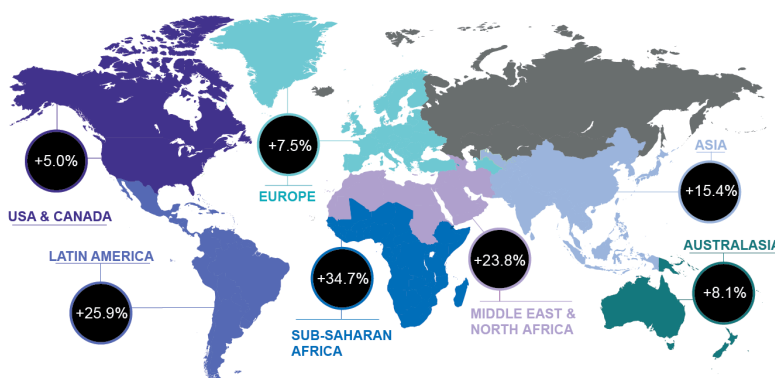 +5.0%
USA & CANADA
+7.5%
EUROPE
ASIA
+15.4%
LATIN AMERICA
+25.9%
+34.7%
SUB-SAHARAN
AFRICA
+23.8%
MIDDLE EAST &
NORTH AFRICA
AUSTRALASIA
+8.1%